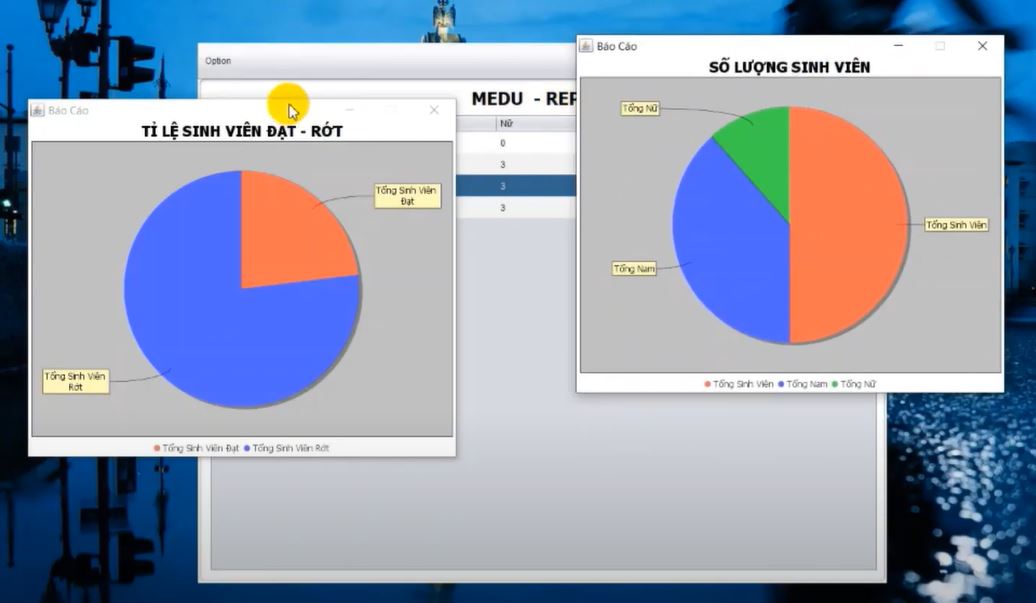 Option
MEDU - REP
Nữ
0
3
3
3
Báo Cáo
TỈ LỆ SINH VIÊN ĐẠT - RỚT
Tổng Sinh Viên
Đạt
Tổng Sinh Viên
Rớt
Tổng Sinh Viên Đạt
Tổng Sinh Viên Rớt
Báo Cáo
SỐ LƯỢNG SINH VIÊN
Tổng Nữ
Tổng Sinh Viên
Tổng Nam
Tổng Sinh Viên
Tổng Nam
Tổng Nữ